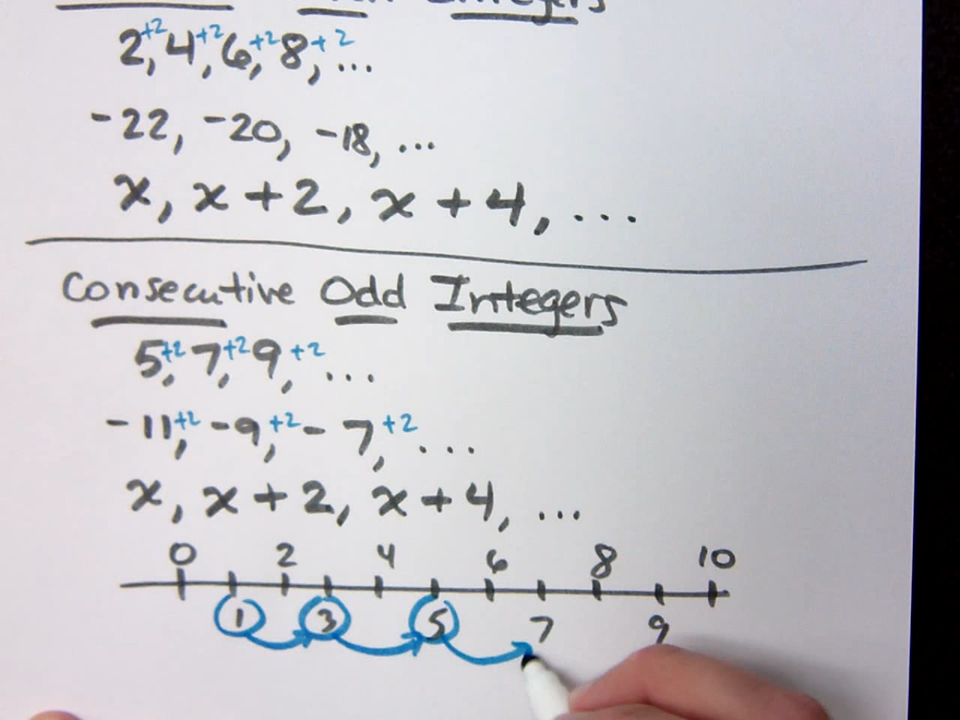 Integers
2, +2 4, +2 6, +2 8, +2 ...
-22, -20, -18, ...
x, x + 2, x + 4, ...
Consecutive Odd Integers
5, +2 7, +2 9, +2 ...
-11, +2 -9, +2 -7, +2 ...
x, x + 2, x + 4, ...
0 2 4 6 8 10
1 3 5 7 9